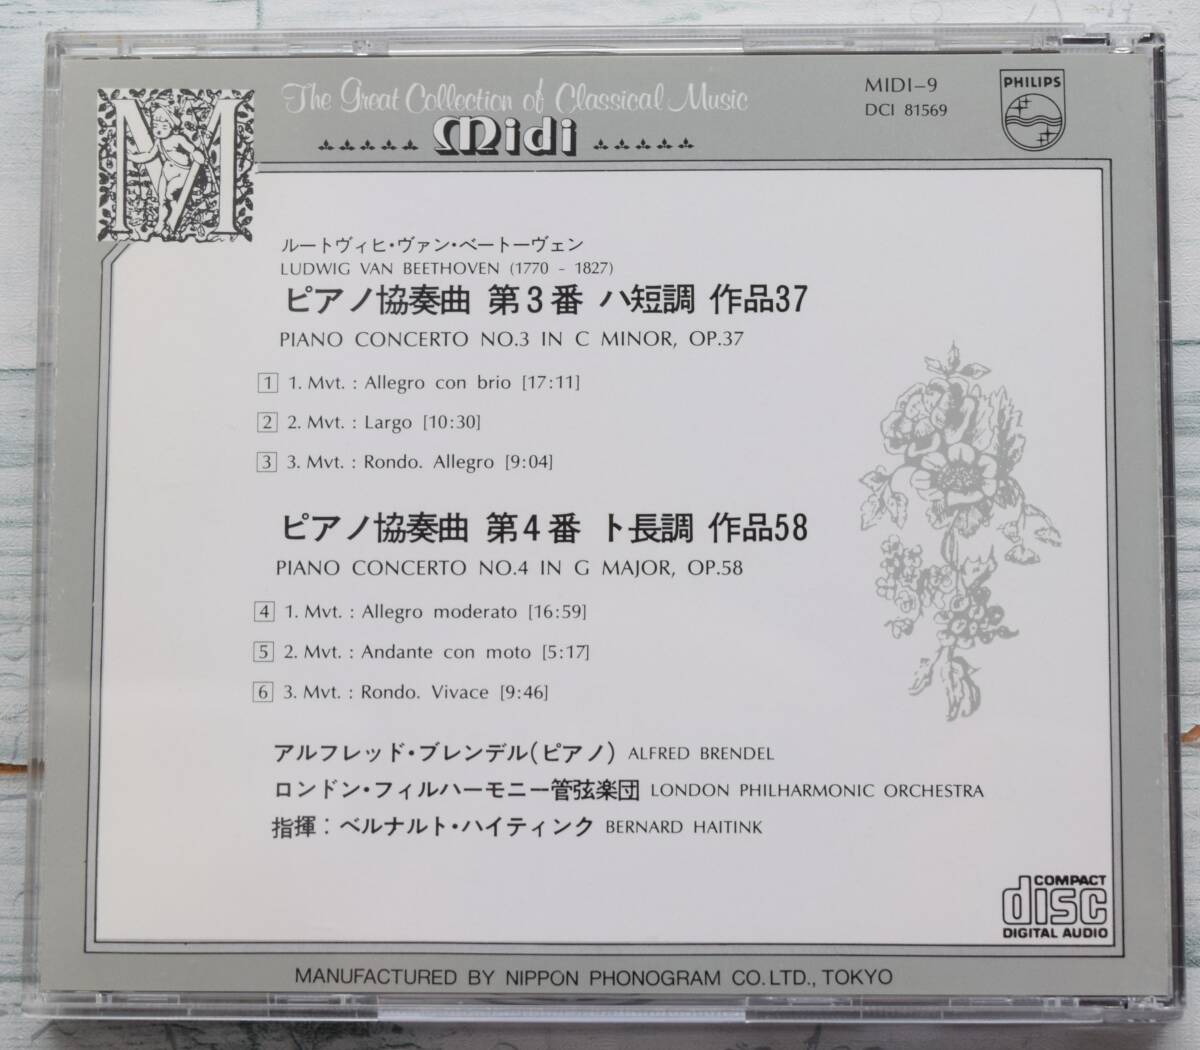 The Great Collection of Classical Music
Midi
MIDI-9
DCI 81569
PHILIPS
M
ルートヴィヒ・ヴァン・ベートーヴェン
LUDWIG VAN BEETHOVEN (1770 - 1827)
ピアノ協奏曲 第3番 ハ短調 作品37
PIANO CONCERTO NO.3 IN C MINOR, OP.37
1 1. Mvt. : Allegro con brio [17:11]
2 2. Mvt. : Largo [10:30]
3 3. Mvt. : Rondo. Allegro [9:04]
ピアノ協奏曲 第4番 ト長調 作品58
PIANO CONCERTO NO.4 IN G MAJOR, OP.58
4 1. Mvt. : Allegro moderato [16:59]
5 2. Mvt. : Andante con moto [5:17]
6 3. Mvt. : Rondo. Vivace [9:46]
アルフレッド・ブレンデル(ピアノ) ALFRED BRENDEL
ロンドン・フィルハーモニー管弦楽団 LONDON PHILHARMONIC ORCHESTRA
指揮: ベルナルト・ハイティンク BERNARD HAITINK
COMPACT
disc
DIGITAL AUDIO
MANUFACTURED BY NIPPON PHONOGRAM CO.LTD., TOKYO